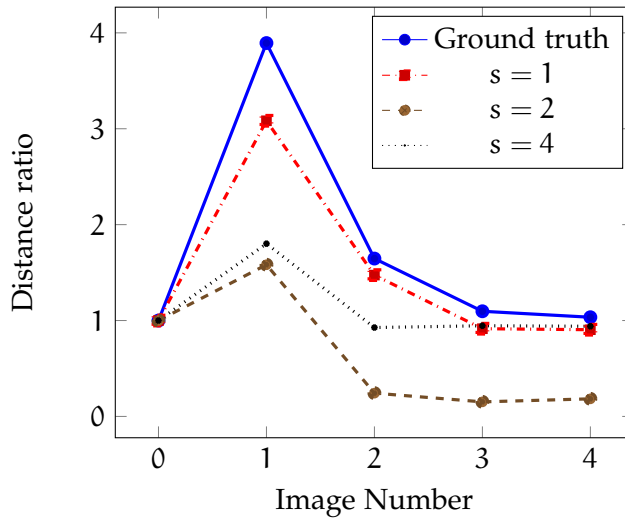 4
3
2
1
0
0 1 2 3 4
Distance ratio
Image Number
Ground truth
s = 1
s = 2
s = 4